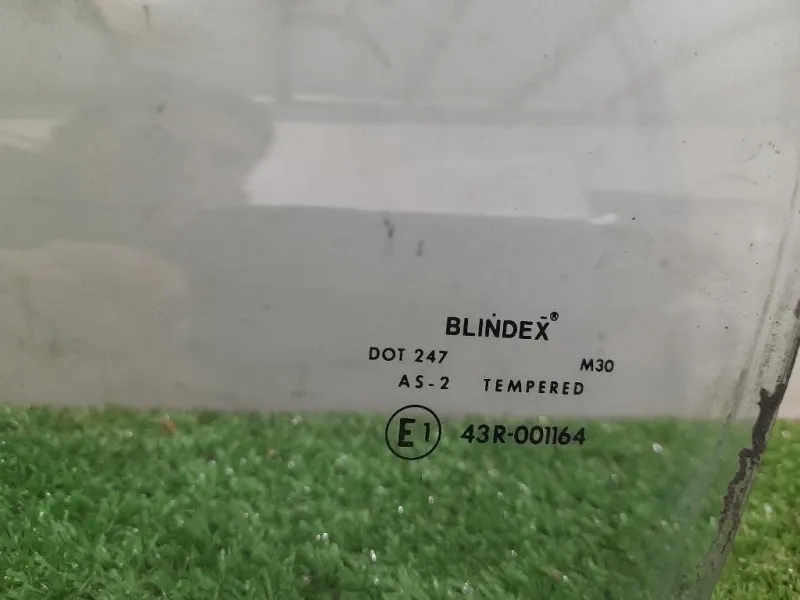 BLINDEX®
DOT 247 M30
AS-2 TEMPERED
E1 43R-001164